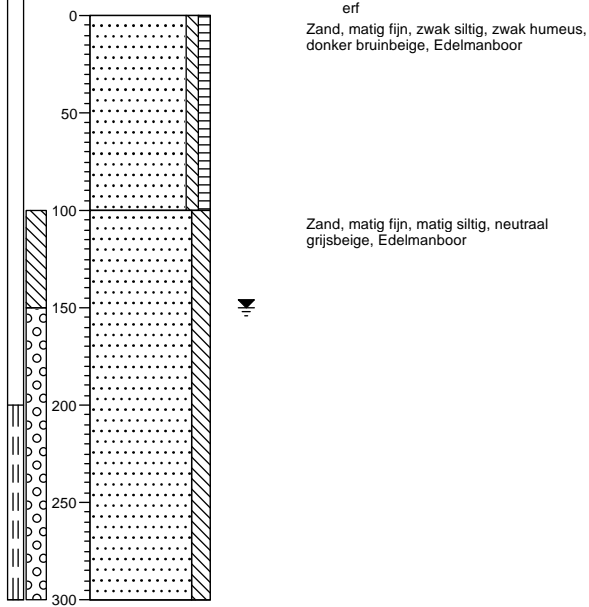 erf
0
Zand, matig fijn, zwak siltig, zwak humeus,
donker bruinbeige, Edelmanboor
50
100
Zand, matig fijn, matig siltig, neutraal
grijsbeige, Edelmanboor
150
200
250
300